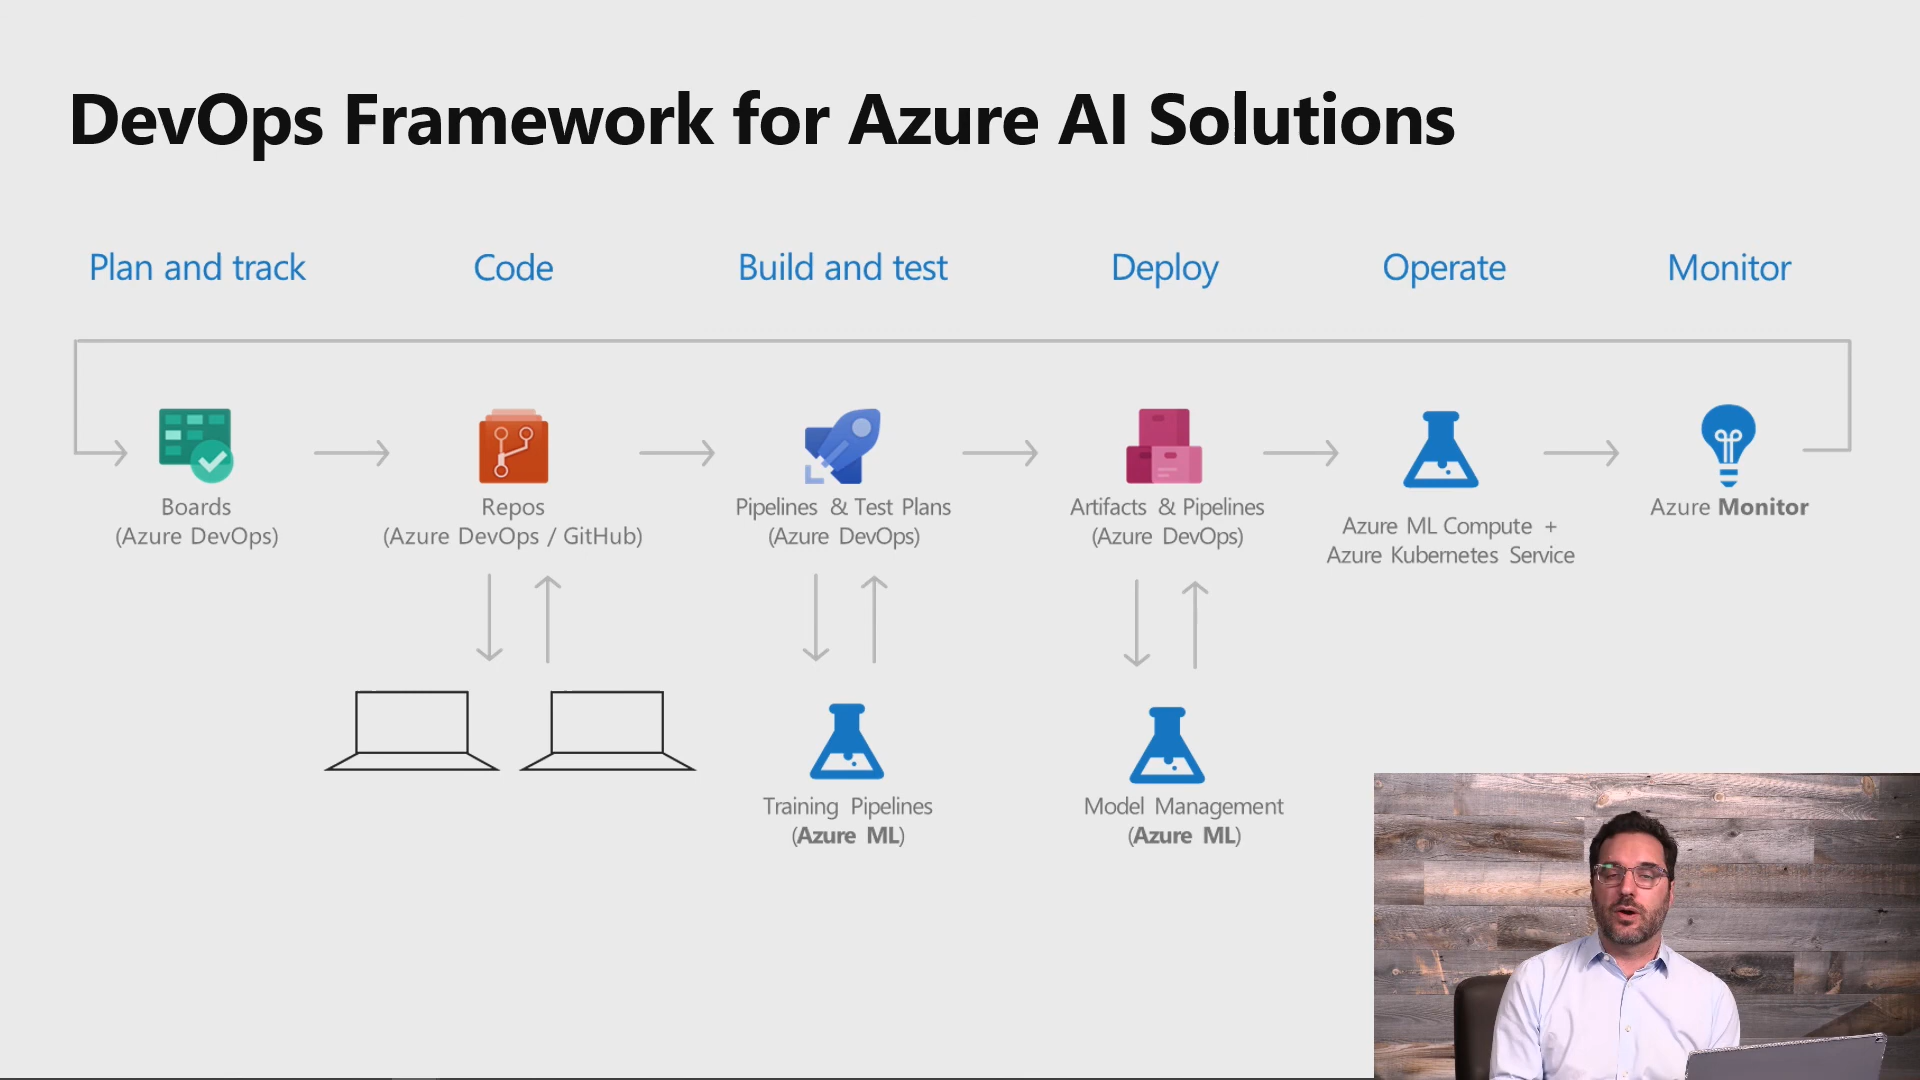 DevOps Framework for Azure AI Solutions
Plan and track
Code
Build and test
Deploy
Operate
Monitor
Boards
(Azure DevOps)
Repos
(Azure DevOps / GitHub)
Pipelines & Test Plans
(Azure DevOps)
Artifacts & Pipelines
(Azure DevOps)
Azure ML Compute +
Azure Kubernetes Service
Azure Monitor
Training Pipelines
(Azure ML)
Model Management
(Azure ML)